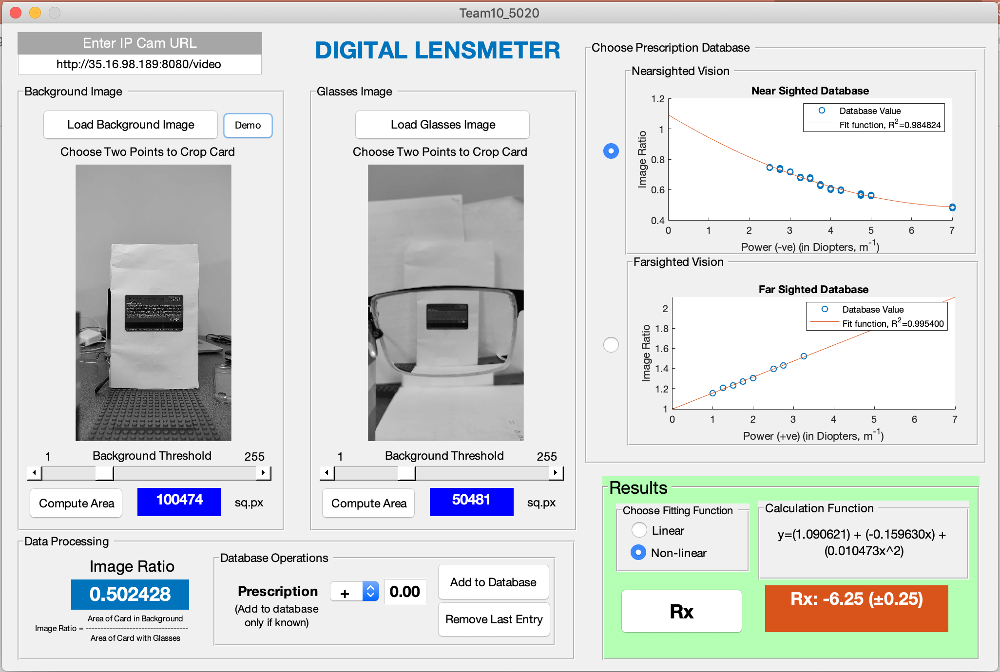 Team10_5020
Enter IP Cam URL
http://35.16.98.189:8080/video
DIGITAL LENSMETER
Background Image
Load Background Image
Demo
Choose Two Points to Crop Card
1
Background Threshold
255
Compute Area
100474
sq.px
Glasses Image
Load Glasses Image
Choose Two Points to Crop Card
1
Background Threshold
255
Compute Area
50481
sq.px
Data Processing
Image Ratio
0.502428
Image Ratio =
Area of Card in Background
-----------------------------------
Area of Card with Glasses
Database Operations
Prescription
+
0.00
(Add to database
only if known)
Add to Database
Remove Last Entry
Choose Prescription Database
Nearsighted Vision
Near Sighted Database
Database Value
Fit function, R²=0.984824
Image Ratio
1.2
1
0.8
0.6
0.4
0 1 2 3 4 5 6 7
Power (-ve) (in Diopters, m⁻¹)
Farsighted Vision
Far Sighted Database
Database Value
Fit function, R²=0.995400
Image Ratio
2
1.8
1.6
1.4
1.2
1
0 1 2 3 4 5 6 7
Power (+ve) (in Diopters, m⁻¹)
Results
Choose Fitting Function
Linear
Non-linear
Calculation Function
y=(1.090621) + (-0.159630x) +
(0.010473x^2)
Rx
Rx: -6.25 (±0.25)